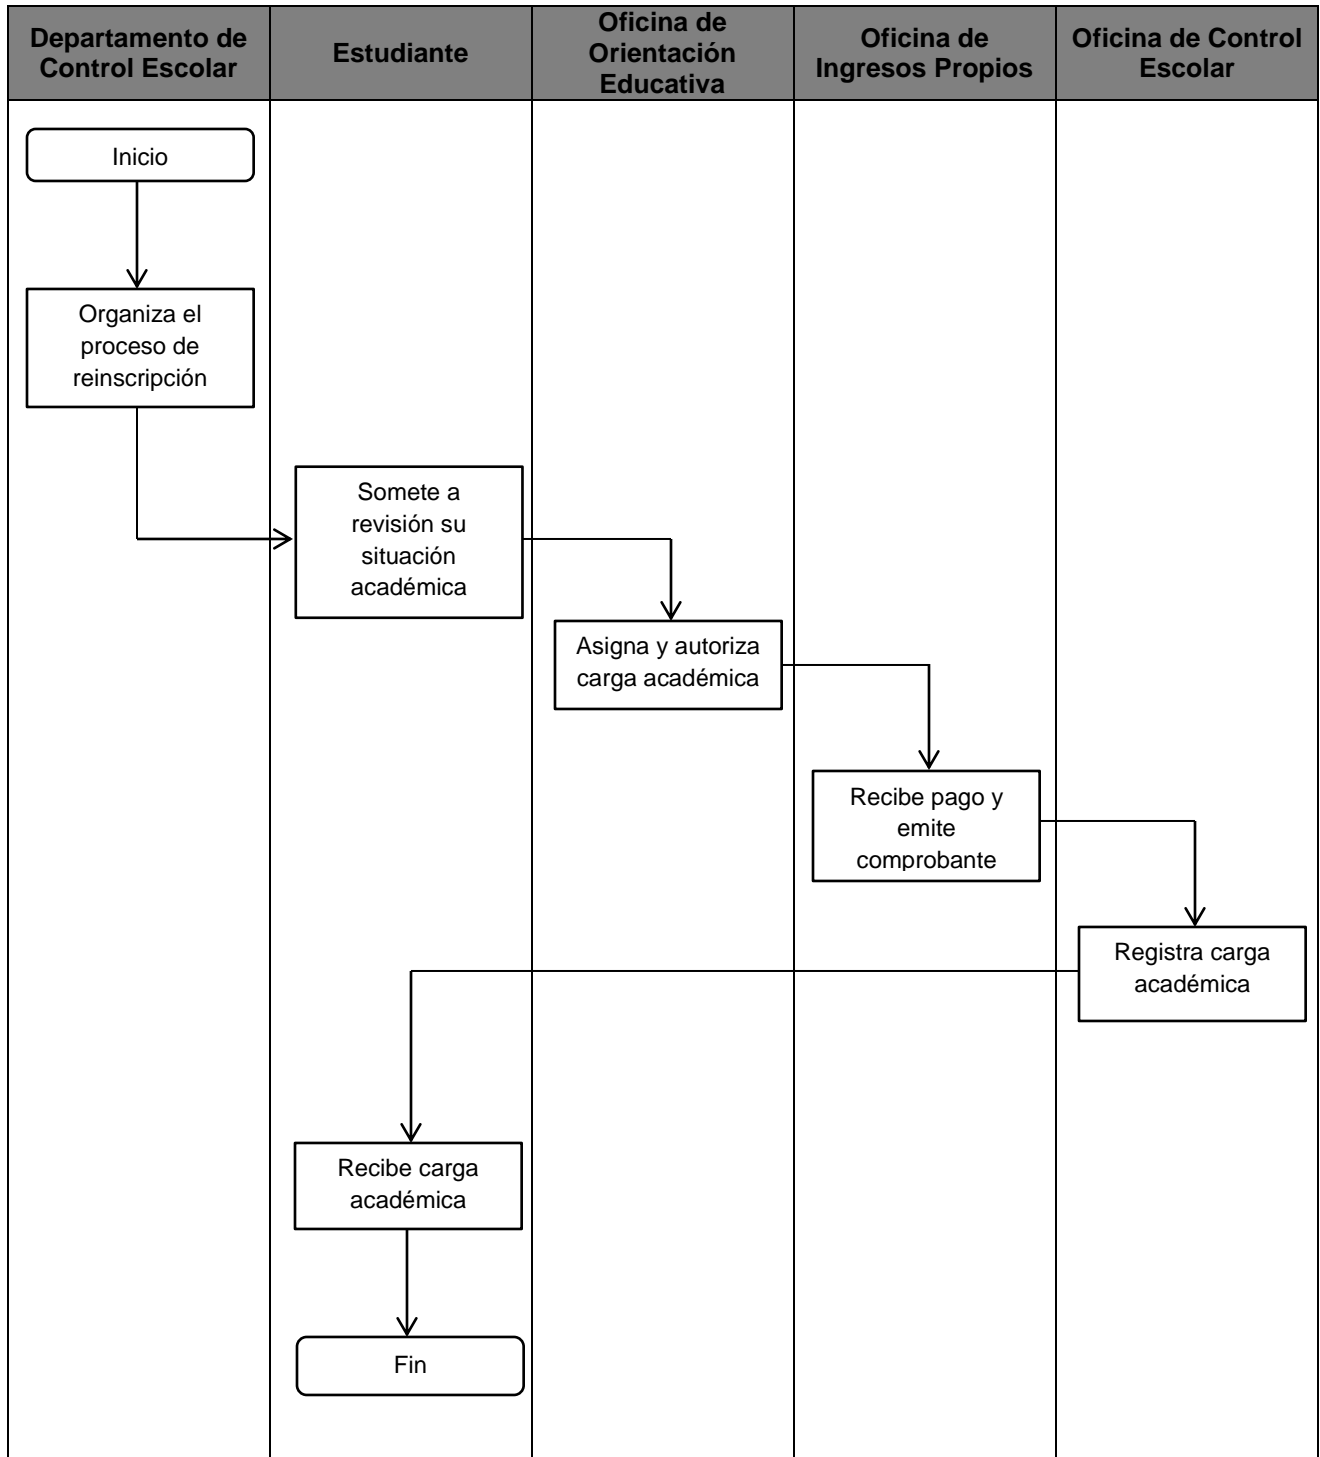 Departamento de
Control Escolar
Estudiante
Oficina de
Orientación
Educativa
Oficina de
Ingresos Propios
Oficina de Control
Escolar
Inicio
Organiza el
proceso de
reinscripción
Somete a
revisión su
situación
académica
Asigna y autoriza
carga académica
Recibe pago y
emite
comprobante
Registra carga
académica
Recibe carga
académica
Fin